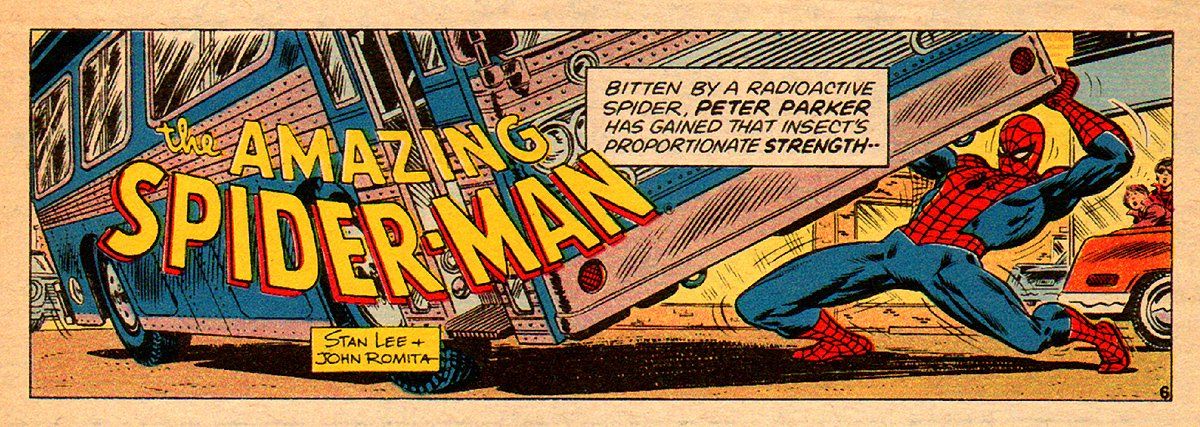 the AMAZING
SPIDER-MAN
BITTEN BY A RADIOACTIVE
SPIDER, PETER PARKER
HAS GAINED THAT INSECT'S
PROPORTIONATE STRENGTH--
STAN LEE +
JOHN ROMITA
6